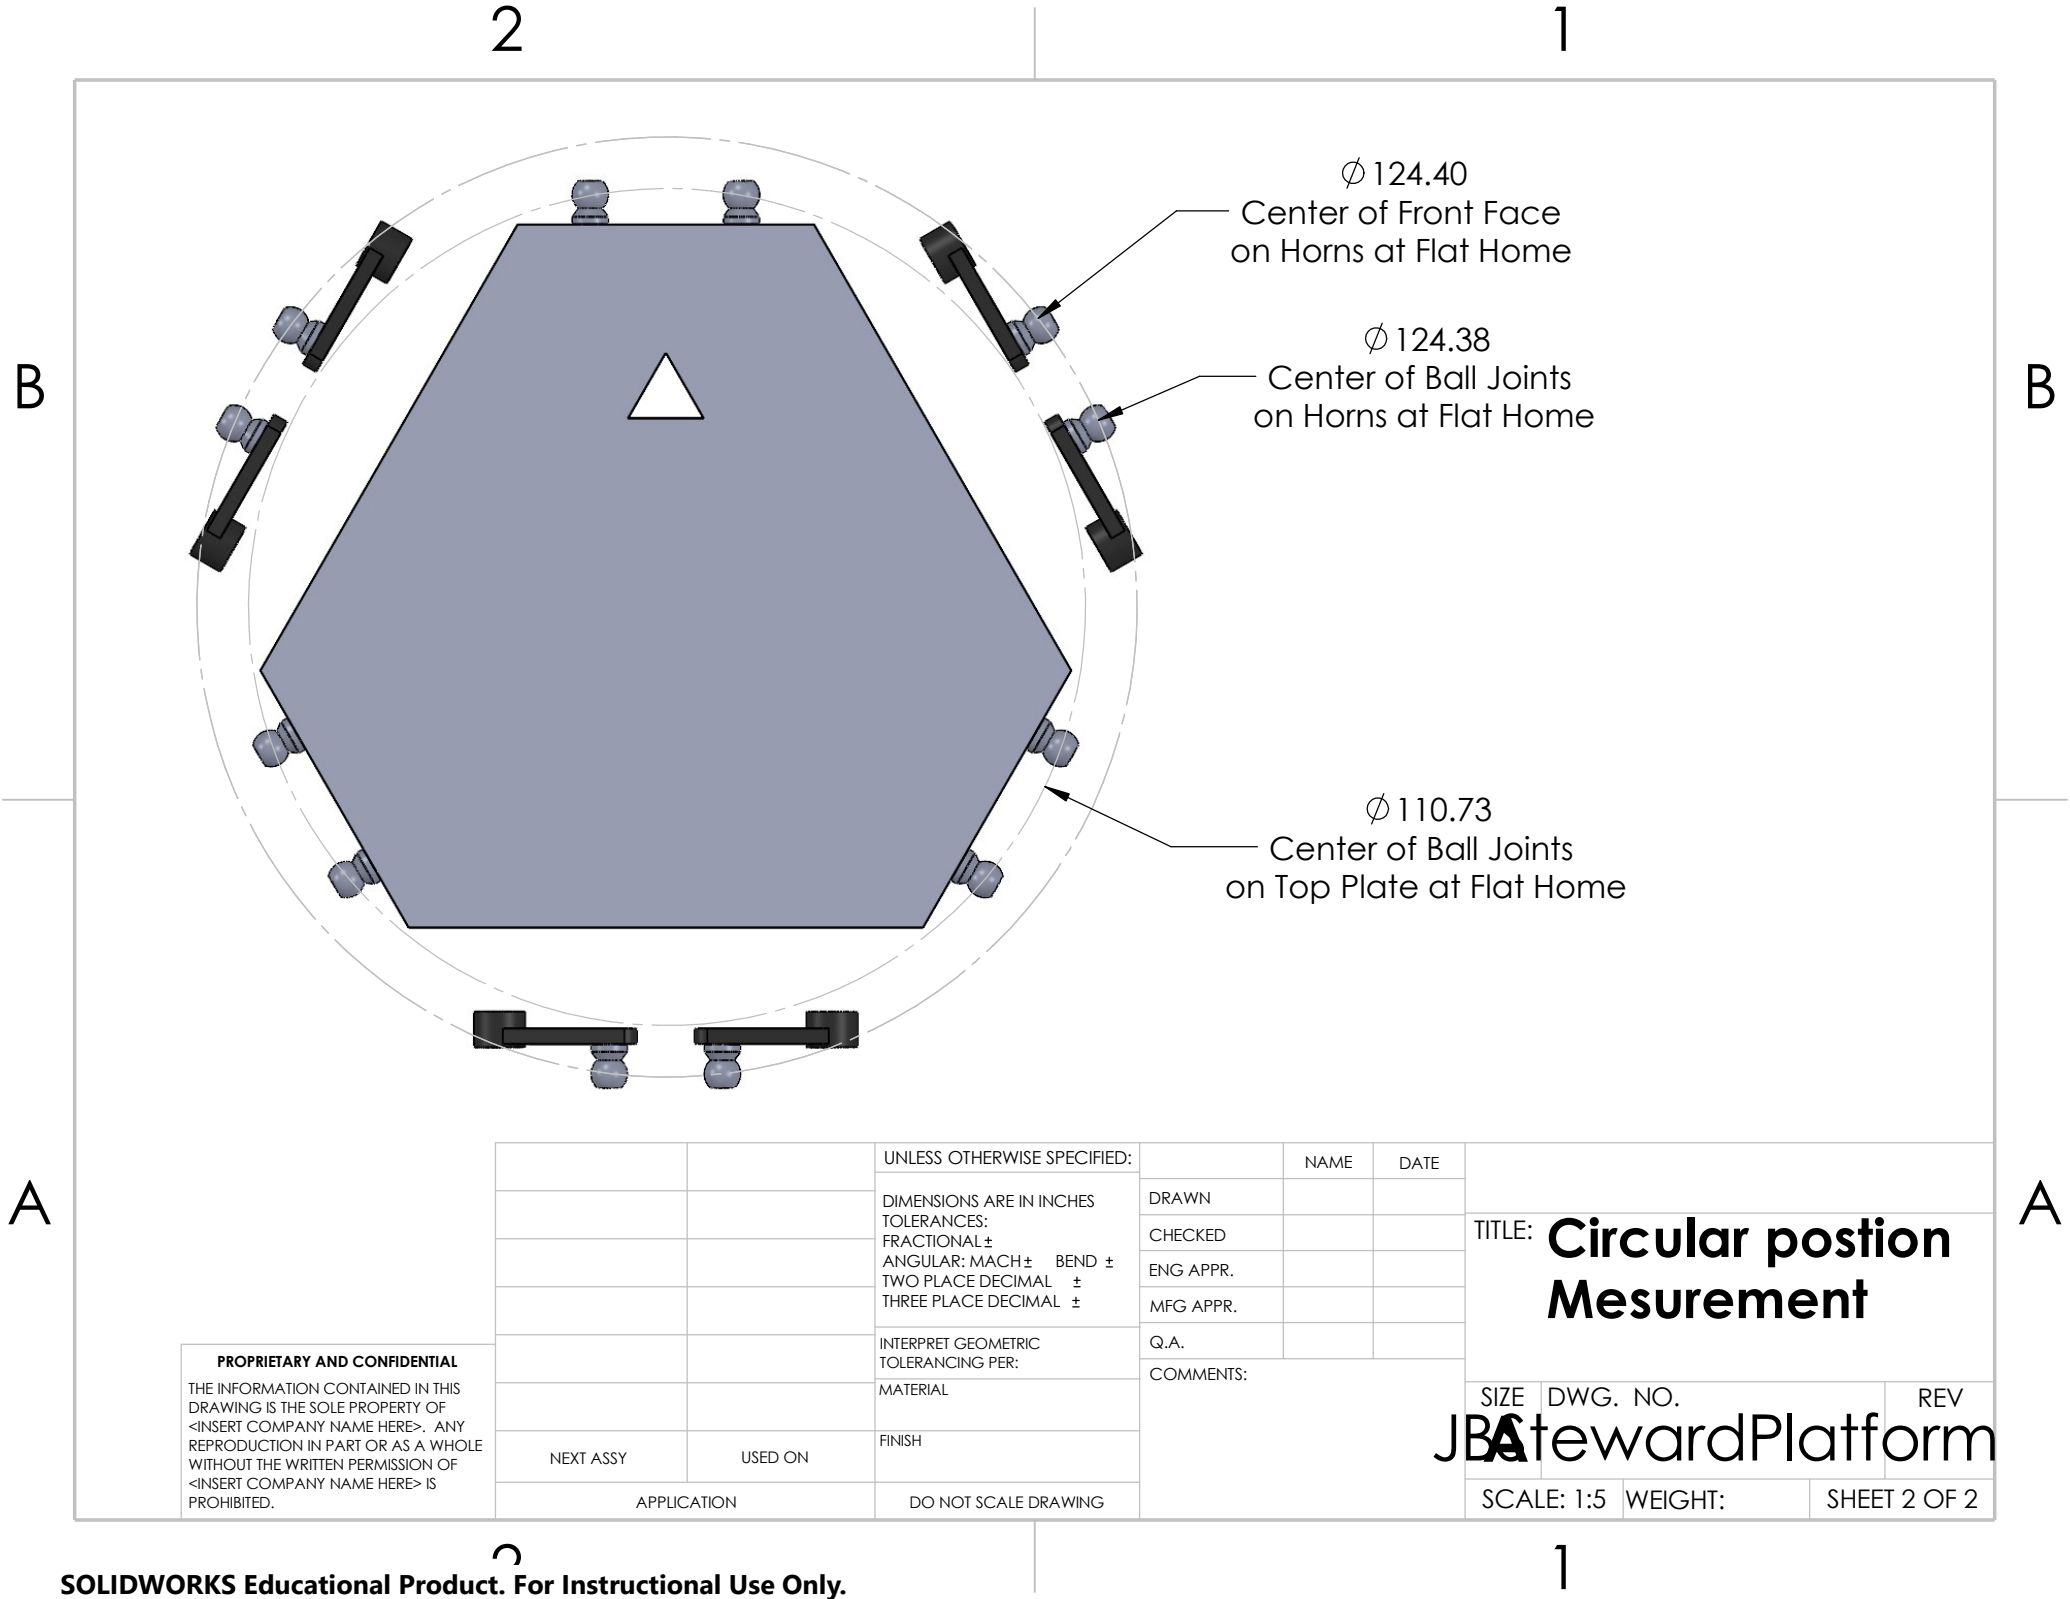 2
1
⌀124.40
Center of Front Face
on Horns at Flat Home
⌀124.38
Center of Ball Joints
on Horns at Flat Home
B
B
⌀110.73
Center of Ball Joints
on Top Plate at Flat Home
A
A
UNLESS OTHERWISE SPECIFIED:
DIMENSIONS ARE IN INCHES
TOLERANCES:
FRACTIONAL±
ANGULAR: MACH± BEND ±
TWO PLACE DECIMAL ±
THREE PLACE DECIMAL ±
INTERPRET GEOMETRIC
TOLERANCING PER:
MATERIAL
FINISH
DO NOT SCALE DRAWING
NAME DATE
DRAWN
CHECKED
ENG APPR.
MFG APPR.
Q.A.
COMMENTS:
TITLE: Circular postion
Mesurement
SIZE DWG. NO. REV
A
JBStewardPlatform
SCALE: 1:5 WEIGHT: SHEET 2 OF 2
PROPRIETARY AND CONFIDENTIAL
THE INFORMATION CONTAINED IN THIS
DRAWING IS THE SOLE PROPERTY OF
<INSERT COMPANY NAME HERE>. ANY
REPRODUCTION IN PART OR AS A WHOLE
WITHOUT THE WRITTEN PERMISSION OF
<INSERT COMPANY NAME HERE> IS
PROHIBITED.
NEXT ASSY USED ON
APPLICATION
2
1
SOLIDWORKS Educational Product. For Instructional Use Only.